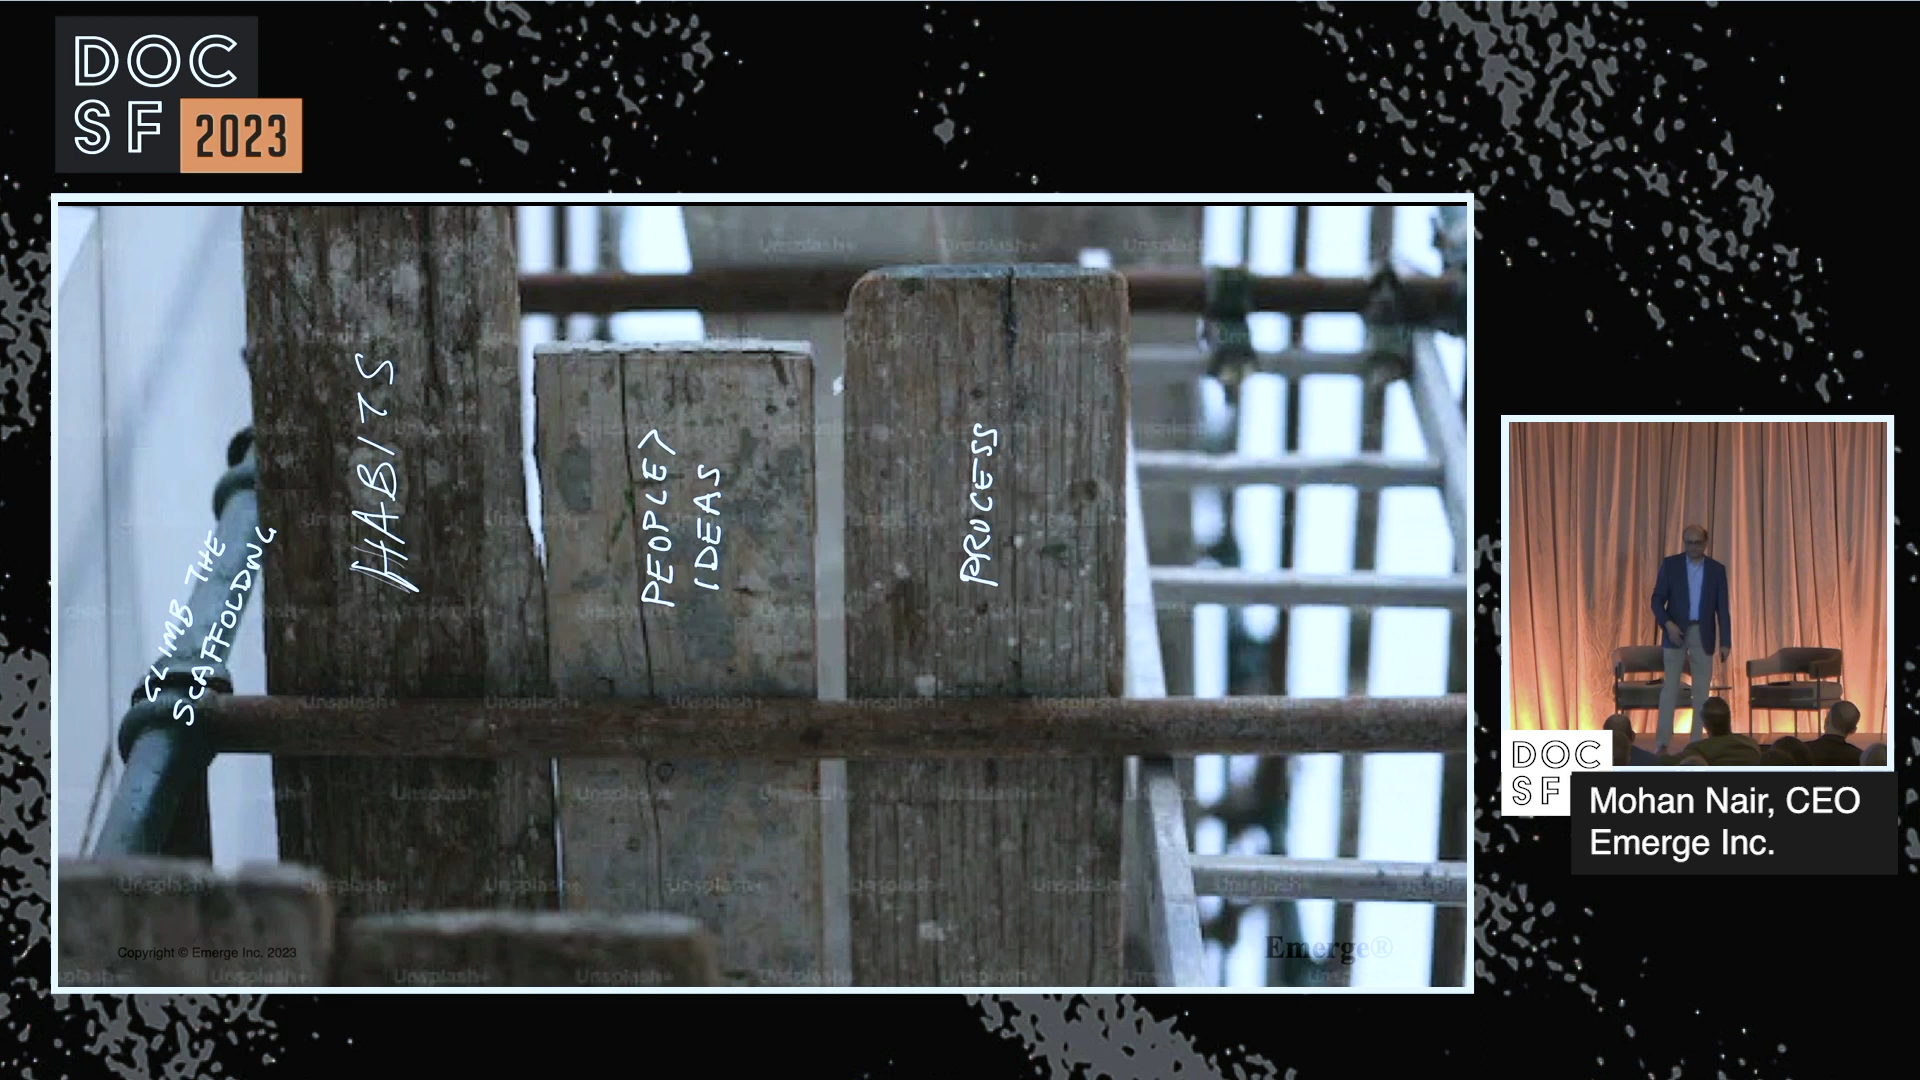 DOC
SF 2023
CLIMB THE
SCAFFOLDING
HABITS
PEOPLE>
IDEAS
PROCESS
Copyright © Emerge Inc. 2023
Emerge®
DOC
SF
Mohan Nair, CEO
Emerge Inc.
Unsplash+